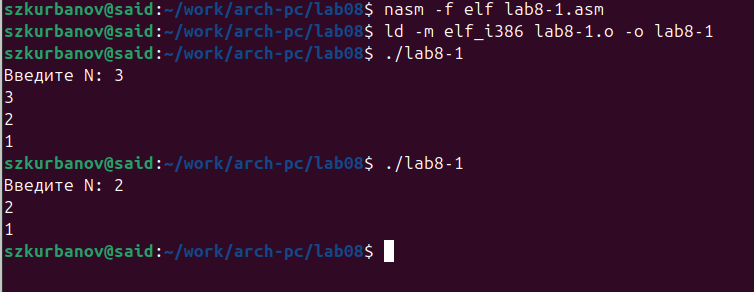 szkurbanov@said:~/work/arch-pc/lab08$ nasm -f elf lab8-1.asm
szkurbanov@said:~/work/arch-pc/lab08$ ld -m elf_i386 lab8-1.o -o lab8-1
szkurbanov@said:~/work/arch-pc/lab08$ ./lab8-1
Введите N: 3
3
2
1
szkurbanov@said:~/work/arch-pc/lab08$ ./lab8-1
Введите N: 2
2
1
szkurbanov@said:~/work/arch-pc/lab08$